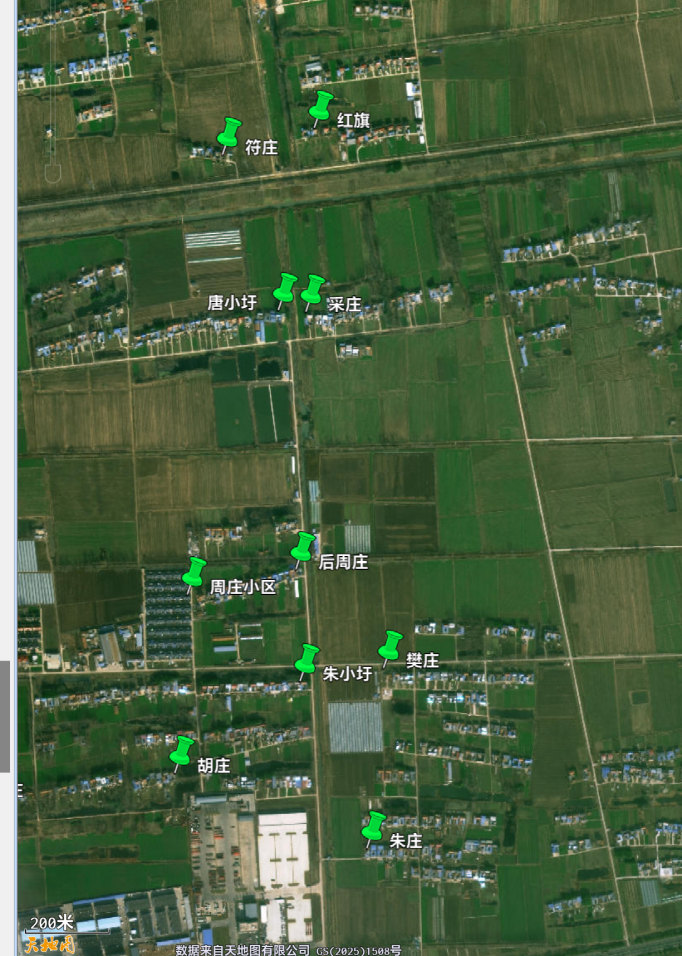 红旗
符庄
唐小圩
采庄
后周庄
周庄小区
樊庄
朱小圩
胡庄
朱庄
200米
天地图
数据来自天地图有限公司 GS(2025)1508号